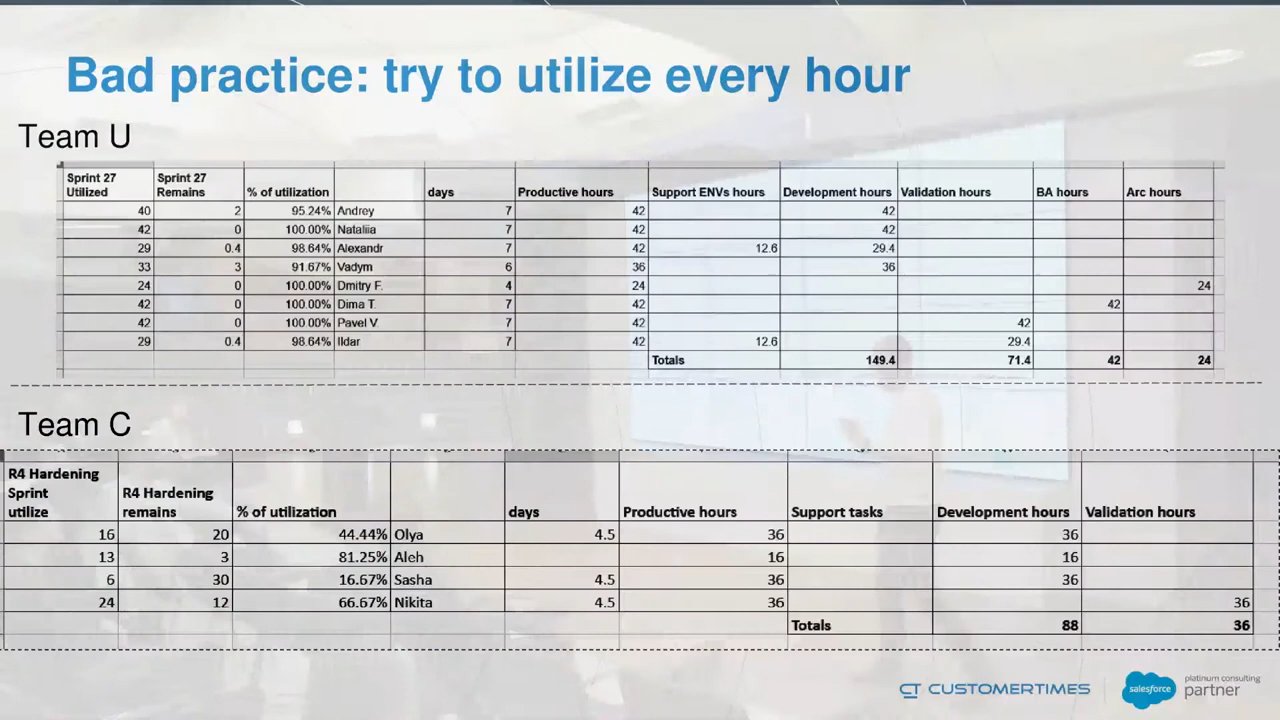 Bad practice: try to utilize every hour
Team U
Sprint 27 Utilized Sprint 27 Remains % of utilization days Productive hours Support ENVs hours Development hours Validation hours BA hours Arc hours
40 2 95.24% Andrey 7 42 42
42 0 100.00% Nataliia 7 42 42
29 0.4 98.64% Alexandr 7 42 12.6 29.4
33 3 91.67% Vadym 6 36 36
24 0 100.00% Dmitry F. 4 24 24
42 0 100.00% Dima T. 7 42 42
42 0 100.00% Pavel V. 7 42 42
29 0.4 98.64% Ildar 7 42 12.6 29.4
Totals 149.4 71.4 42 24
Team C
R4 Hardening Sprint utilize R4 Hardening remains % of utilization days Productive hours Support tasks Development hours Validation hours
16 20 44.44% Olya 4.5 36 36
13 3 81.25% Aleh 16 16
6 30 16.67% Sasha 4.5 36 36
24 12 66.67% Nikita 4.5 36 36
Totals 88 36
CT CUSTOMERTIMES
salesforce
platinum consulting
partner